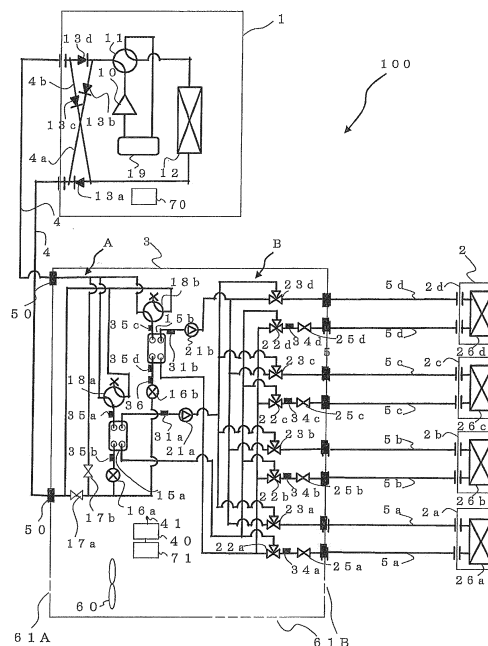 1
100
13d
11
4b
10
13b
13c
4a
19
12
13a
70
4
4
A
3
B
2
50
18b
35c
15b
31b
21b
35d
36
16b
18a
35a
31a
21a
35b
15a
16a
17b
17a
50
41
40
71
60
61A
61B
23d
22d
34d
25d
5
5d
5d
2d
26d
23c
22c
34c
25c
5c
5c
2c
26c
23b
22b
34b
25b
5b
5b
2b
26b
23a
22a
34a
25a
5a
5a
2a
26a